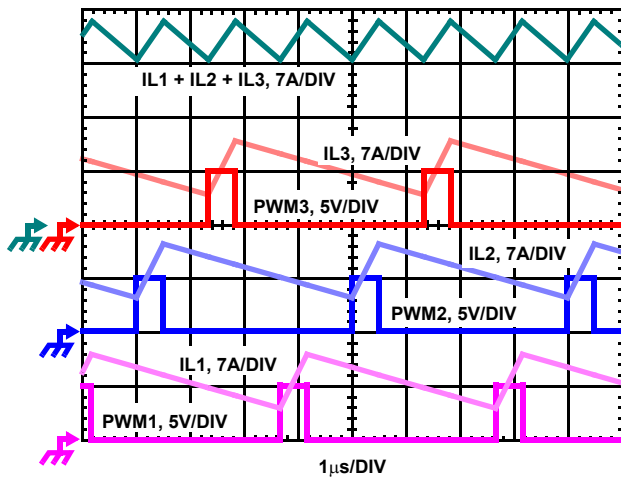 IL1 + IL2 + IL3, 7A/DIV
IL3, 7A/DIV
PWM3, 5V/DIV
IL2, 7A/DIV
PWM2, 5V/DIV
IL1, 7A/DIV
PWM1, 5V/DIV
1μs/DIV